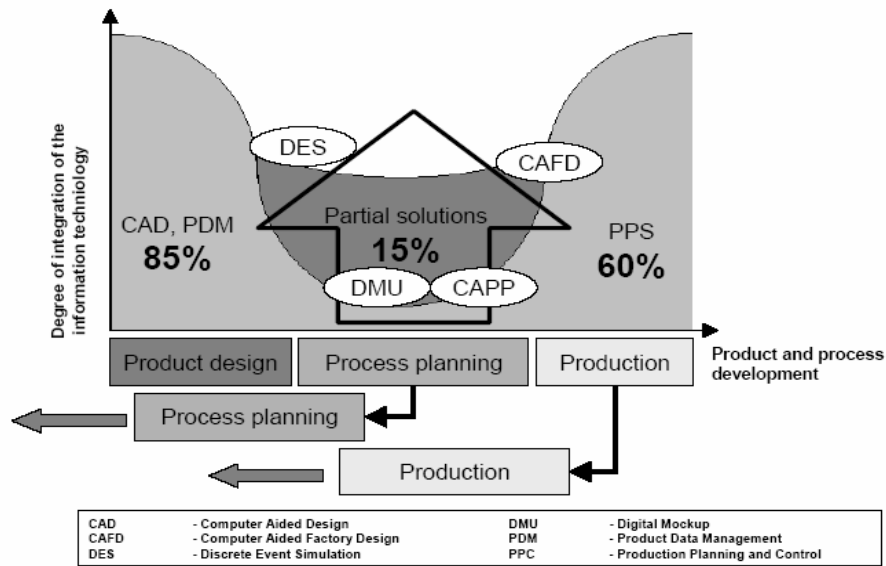 Degree of integration of the
information techniology
DES
CAFD
CAD, PDM
85%
Partial solutions
15%
PPS
60%
DMU
CAPP
Product design
Process planning
Production
Product and process
development
Process planning
Production
CAD - Computer Aided Design
CAFD - Computer Aided Factory Design
DES - Discrete Event Simulation
DMU - Digital Mockup
PDM - Product Data Management
PPC - Production Planning and Control